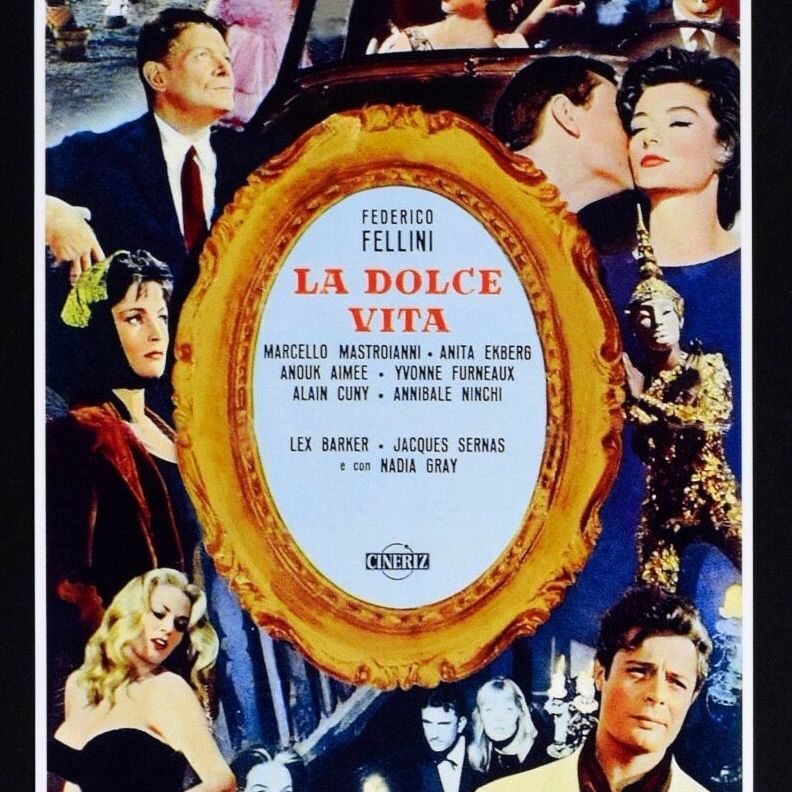 FEDERICO
FELLINI
LA DOLCE
VITA
MARCELLO MASTROIANNI • ANITA EKBERG
ANOUK AIMEE • YVONNE FURNEAUX
ALAIN CUNY • ANNIBALE NINCHI
LEX BARKER • JACQUES SERNAS
e con NADIA GRAY
CINERIZ